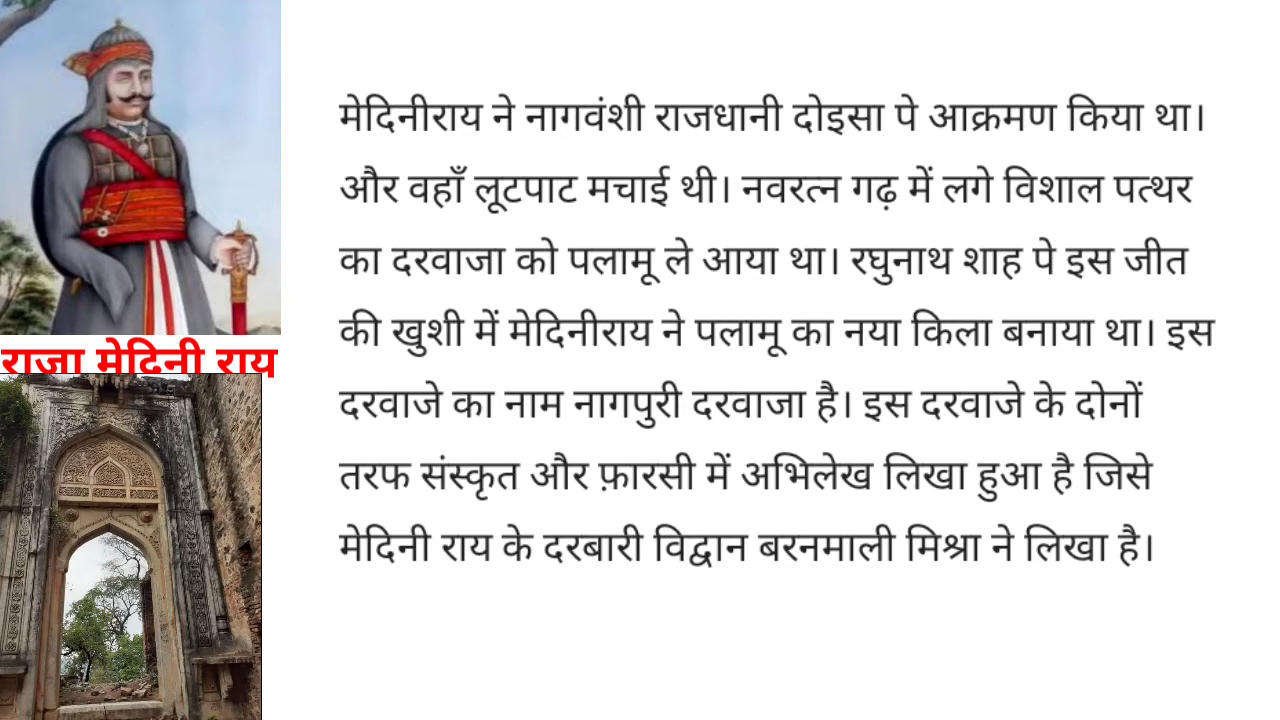 राजा मेदिनी राय
मेदिनीराय ने नागवंशी राजधानी दोइसा पे आक्रमण किया था।
और वहाँ लूटपाट मचाई थी। नवरत्न गढ़ में लगे विशाल पत्थर
का दरवाजा को पलामू ले आया था। रघुनाथ शाह पे इस जीत
की खुशी में मेदिनीराय ने पलामू का नया किला बनाया था। इस
दरवाजे का नाम नागपुरी दरवाजा है। इस दरवाजे के दोनों
तरफ संस्कृत और फ़ारसी में अभिलेख लिखा हुआ है जिसे
मेदिनी राय के दरबारी विद्वान बरनमाली मिश्रा ने लिखा है।